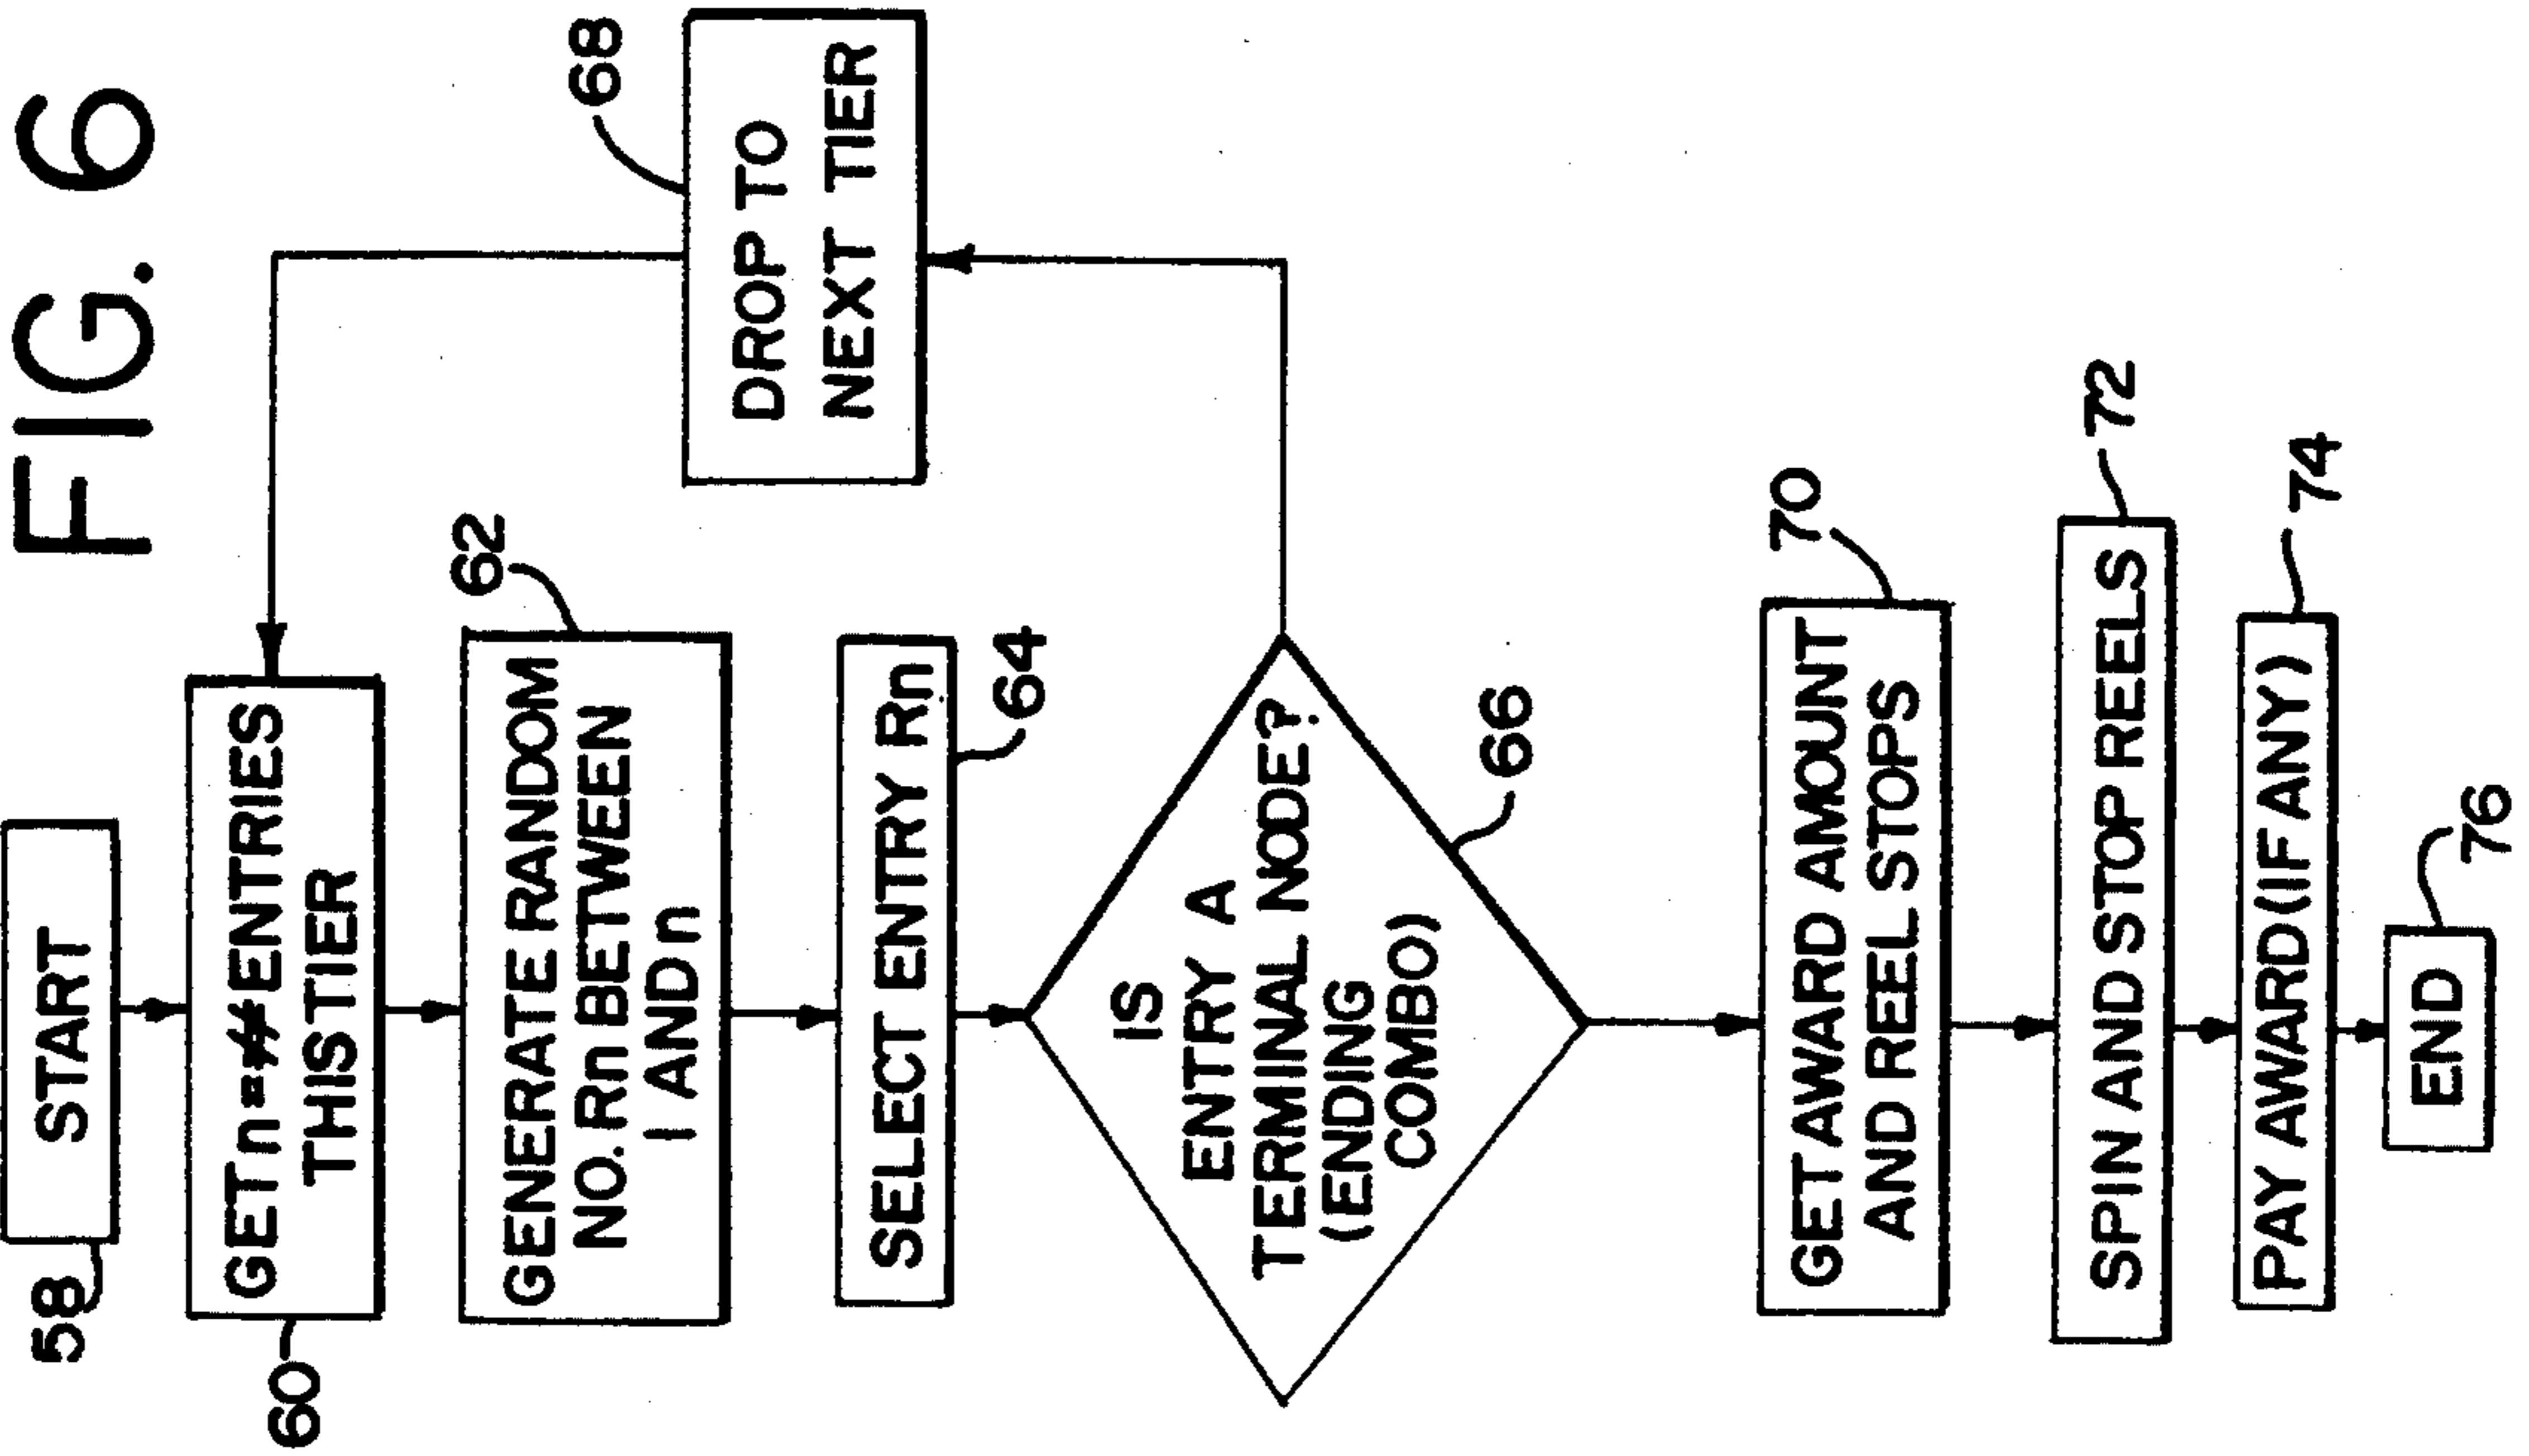 FIG. 6
START
58
GET n = # ENTRIES
THIS TIER
60
GENERATE RANDOM
NO. Rn BETWEEN
1 AND n
62
SELECT ENTRY Rn
64
IS
ENTRY A
TERMINAL NODE?
(ENDING
COMBO)
66
DROP TO
NEXT TIER
68
GET AWARD AMOUNT
AND REEL STOPS
70
SPIN AND STOP REELS
72
PAY AWARD (IF ANY)
74
END
76